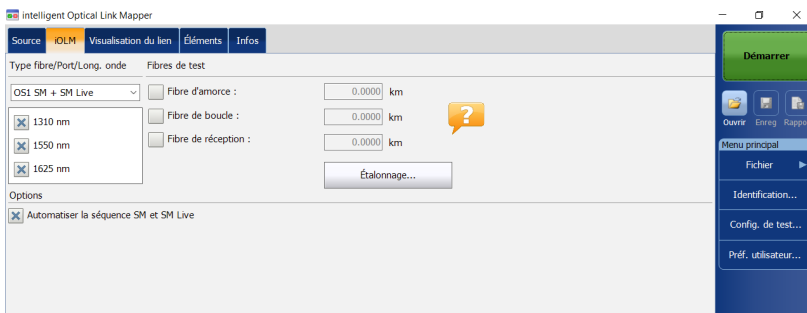 intelligent Optical Link Mapper
Source iOLM Visualisation du lien Éléments Infos
Type fibre/Port/Long. onde Fibres de test
OS1 SM + SM Live
Fibre d'amorce : 0.0000 km
1310 nm
Fibre de boucle : 0.0000 km
1550 nm
Fibre de réception : 0.0000 km
1625 nm
Étalonnage...
Options
Automatiser la séquence SM et SM Live
Démarrer
Ouvrir Enreg Rappo
Menu principal
Fichier
Identification...
Config. de test...
Préf. utilisateur...